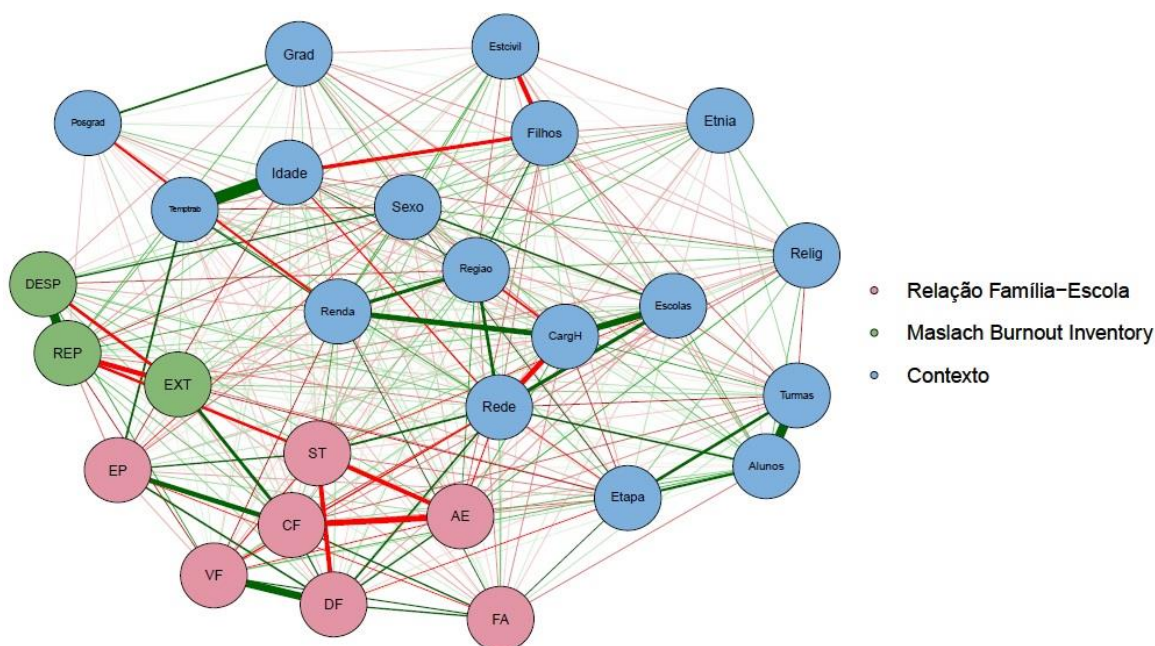 Estcivil
Grad
Etnia
Posgrad
Filhos
Idade
Temptrab
Sexo
Relig
Regiao
DESP
Escolas
Renda
CargH
REP
EXT
Turmas
Rede
ST
EP
Alunos
Etapa
AE
CF
VF
DF
FA
Relação Família−Escola
Maslach Burnout Inventory
Contexto